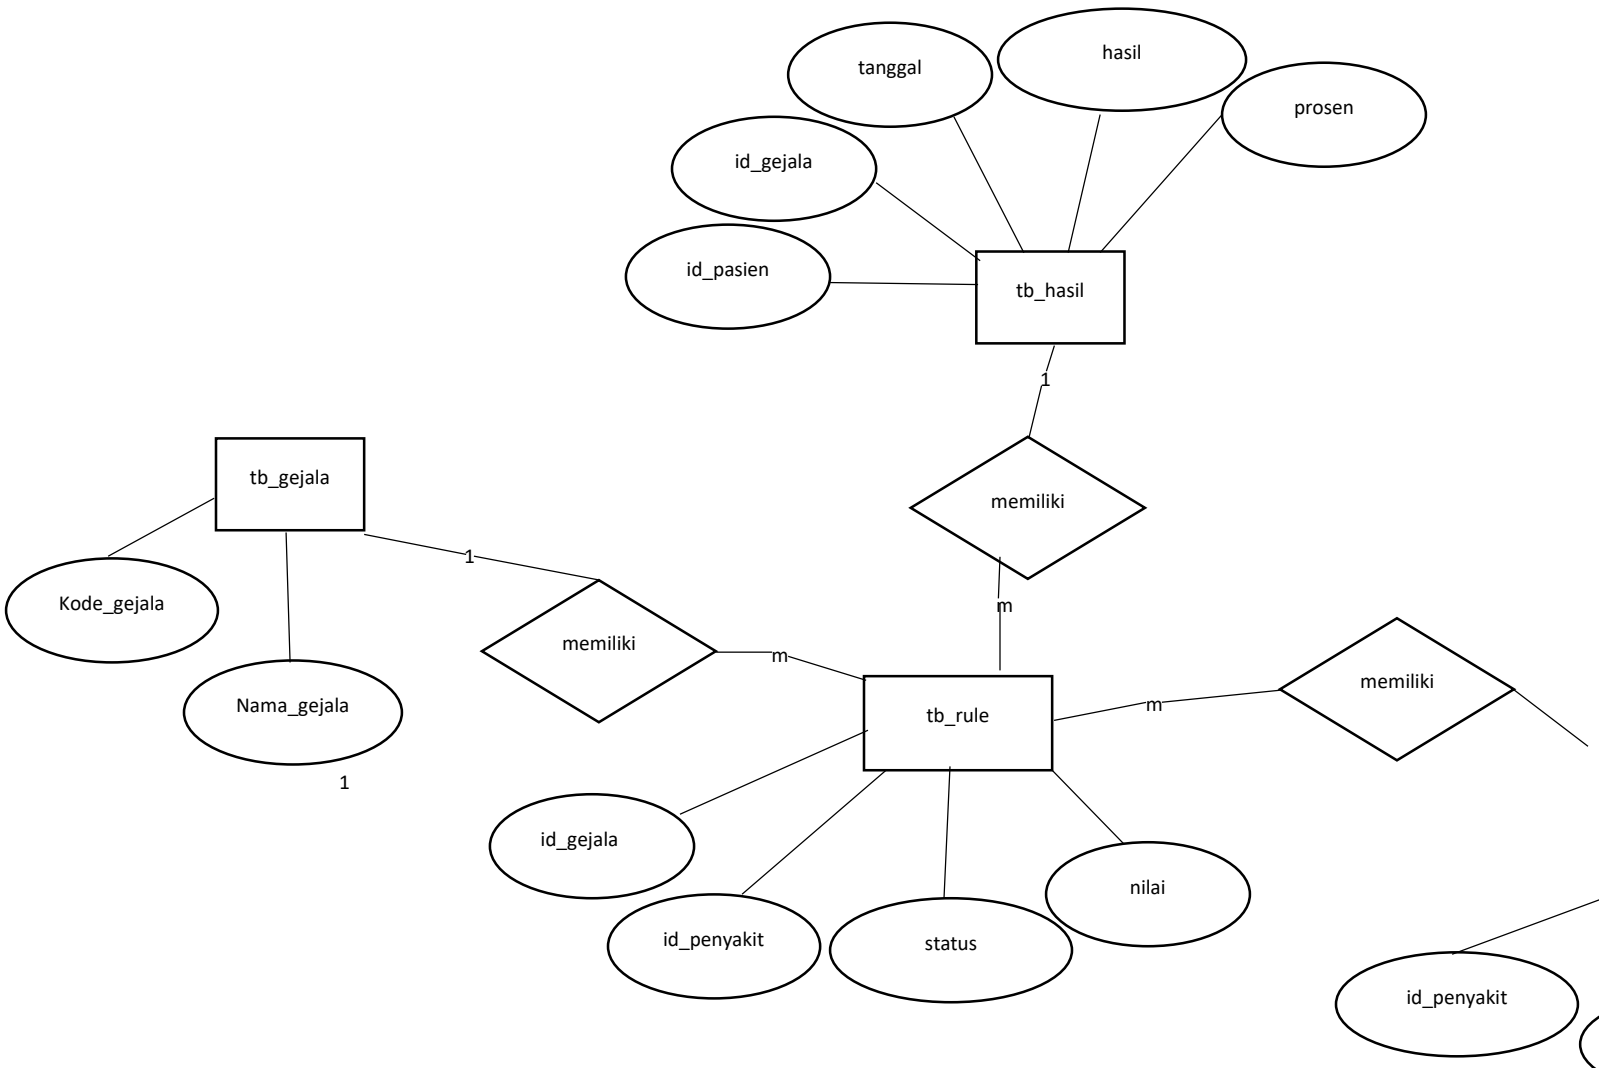 hasil
tanggal
prosen
id_gejala
id_pasien
tb_hasil
1
tb_gejala
memiliki
1
Kode_gejala
m
memiliki
m
memiliki
Nama_gejala
m
tb_rule
1
id_gejala
nilai
id_penyakit
status
id_penyakit